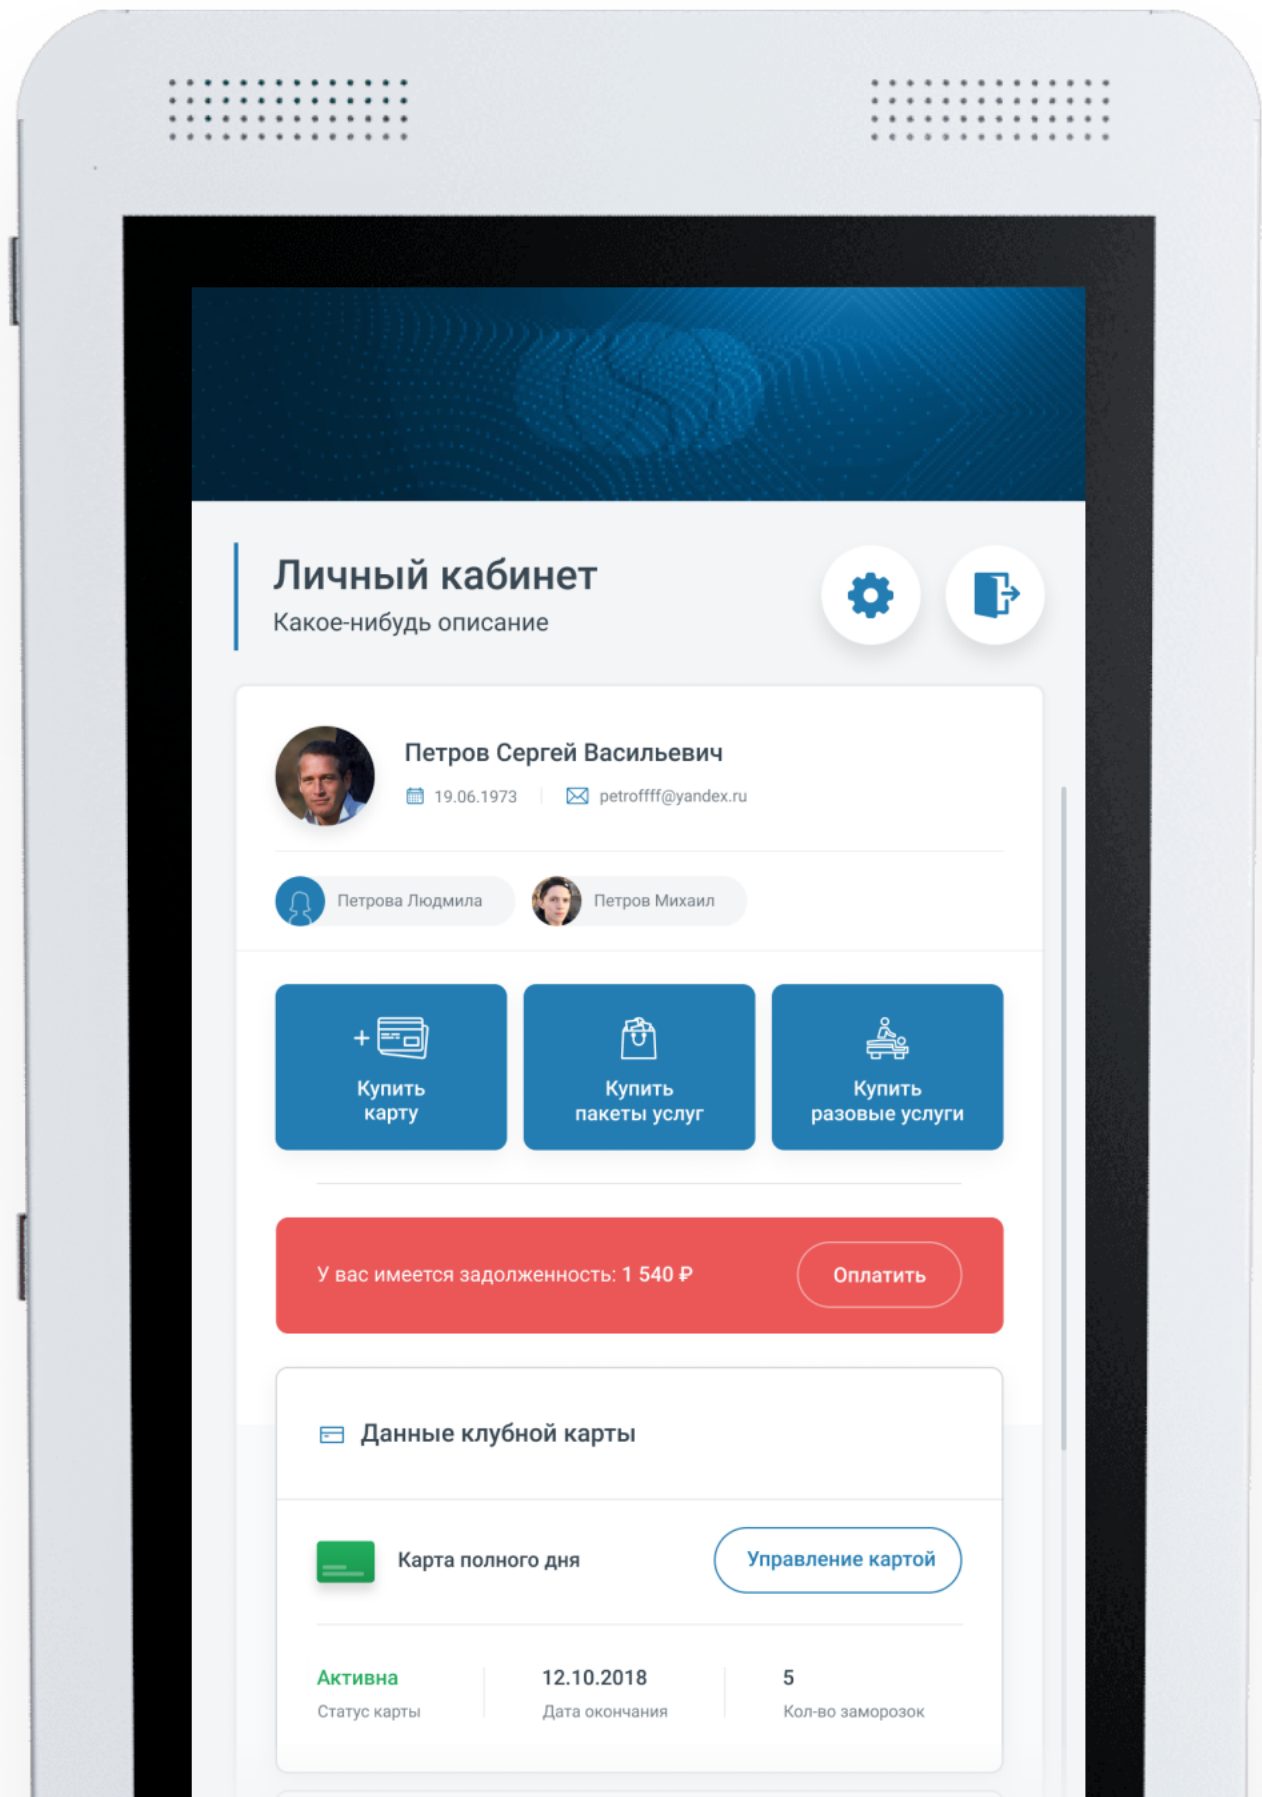 Личный кабинет
Какое-нибудь описание
Петров Сергей Васильевич
19.06.1973
petroffff@yandex.ru
Петрова Людмила
Петров Михаил
Купить
карту
Купить
пакеты услуг
Купить
разовые услуги
У вас имеется задолженность: 1 540 ₽
Оплатить
Данные клубной карты
Карта полного дня
Управление картой
Активна
Статус карты
12.10.2018
Дата окончания
5
Кол-во заморозок